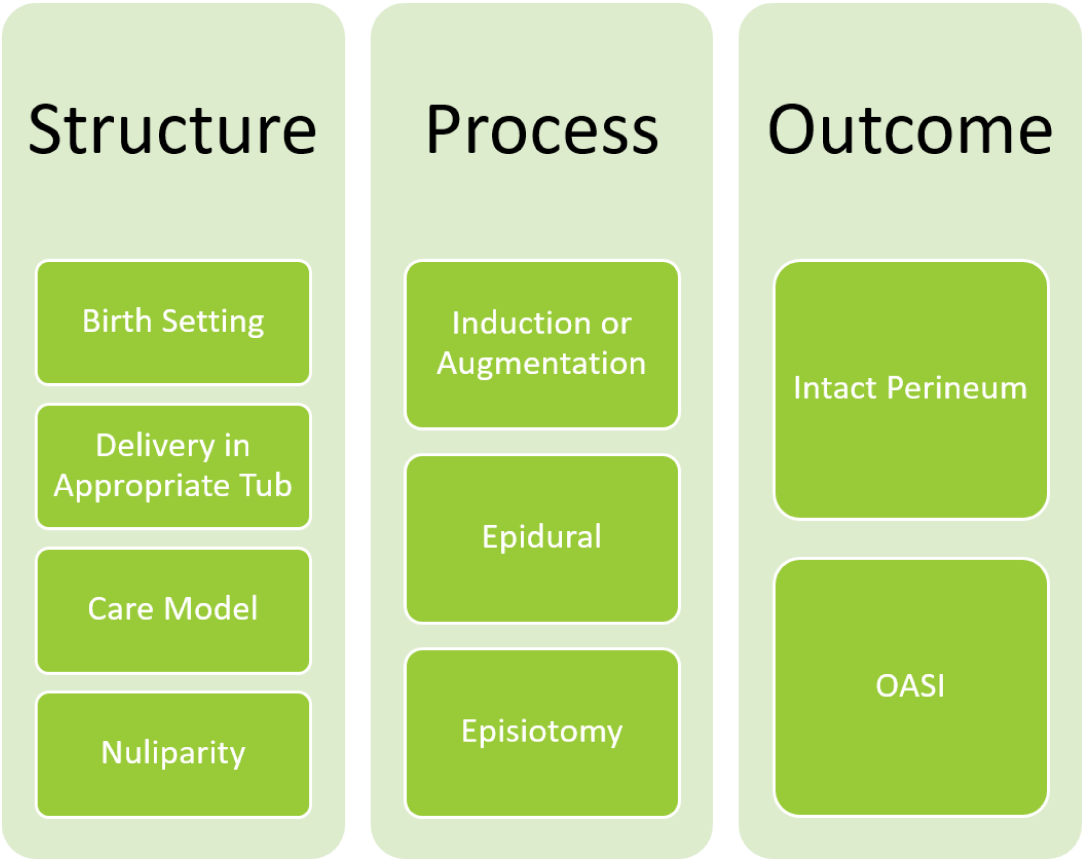 Structure
Birth Setting
Delivery in
Appropriate Tub
Care Model
Nuliparity
Process
Induction or
Augmentation
Epidural
Episiotomy
Outcome
Intact Perineum
OASI